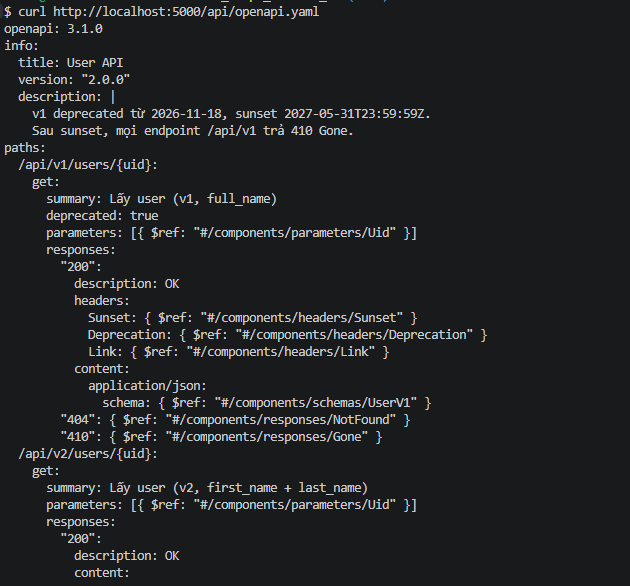 $ curl http://localhost:5000/api/openapi.yaml
openapi: 3.1.0
info:
  title: User API
  version: "2.0.0"
  description: |
    v1 deprecated từ 2026-11-18, sunset 2027-05-31T23:59:59Z.
    Sau sunset, mọi endpoint /api/v1 trả 410 Gone.
paths:
  /api/v1/users/{uid}:
    get:
      summary: Lấy user (v1, full_name)
      deprecated: true
      parameters: [{ $ref: "#/components/parameters/Uid" }]
      responses:
        "200":
          description: OK
          headers:
            Sunset: { $ref: "#/components/headers/Sunset" }
            Deprecation: { $ref: "#/components/headers/Deprecation" }
            Link: { $ref: "#/components/headers/Link" }
          content:
            application/json:
              schema: { $ref: "#/components/schemas/UserV1" }
        "404": { $ref: "#/components/responses/NotFound" }
        "410": { $ref: "#/components/responses/Gone" }
  /api/v2/users/{uid}:
    get:
      summary: Lấy user (v2, first_name + last_name)
      parameters: [{ $ref: "#/components/parameters/Uid" }]
      responses:
        "200":
          description: OK
          content: